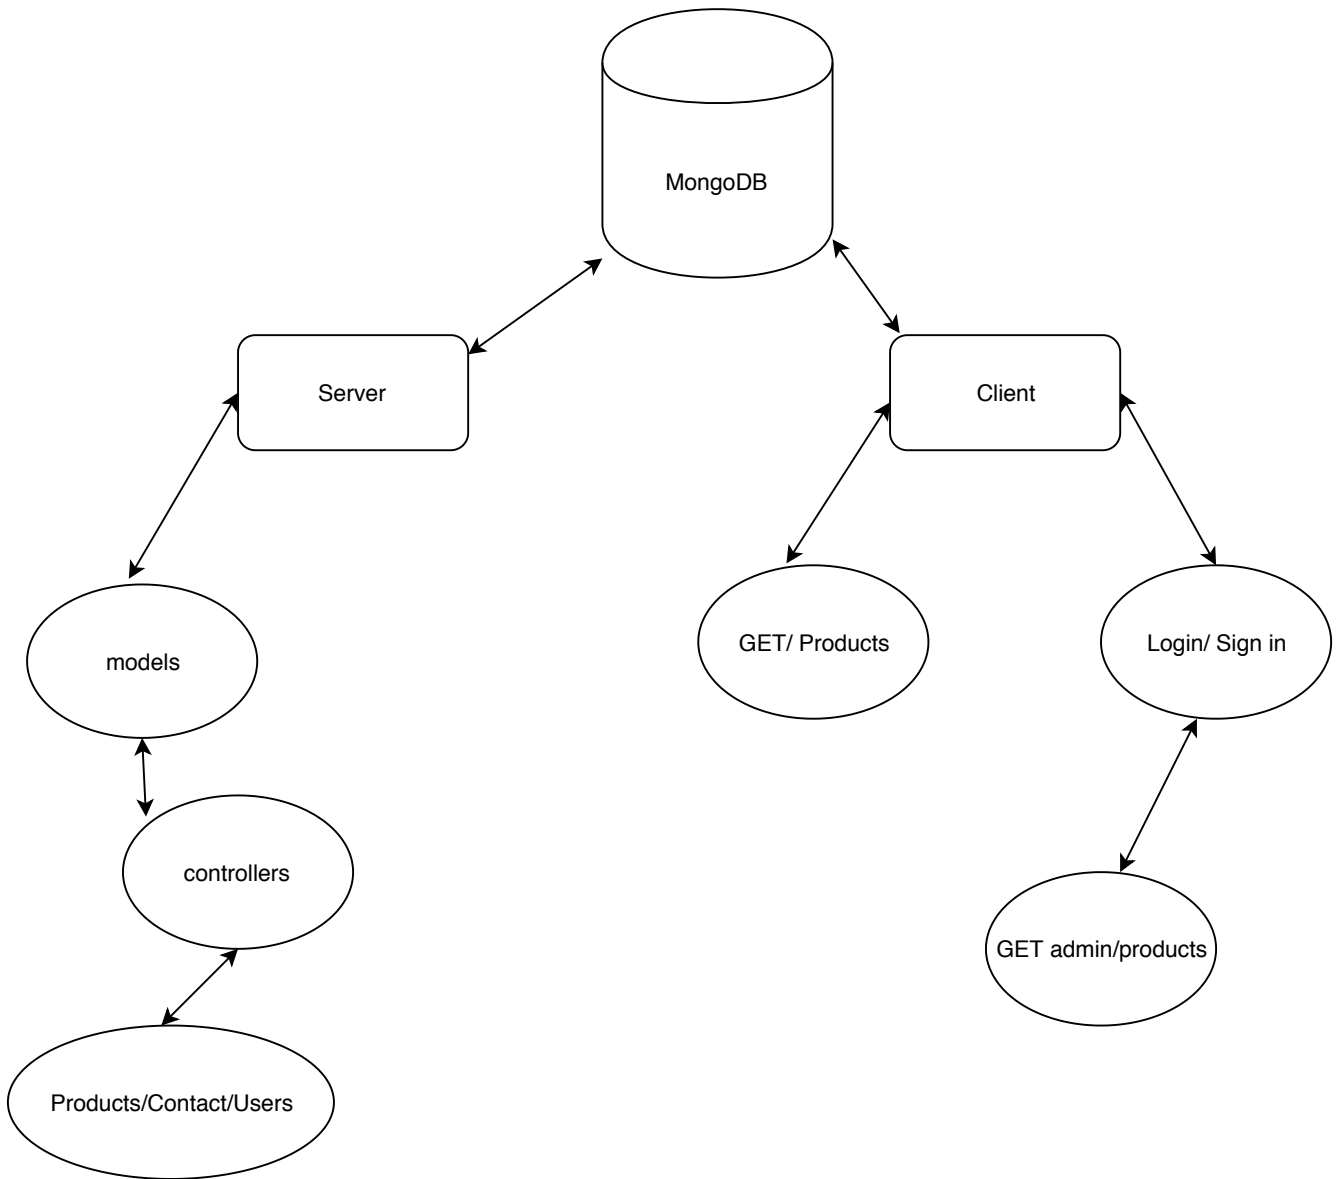 MongoDB
Server
Client
models
GET/ Products
Login/ Sign in
controllers
GET admin/products
Products/Contact/Users